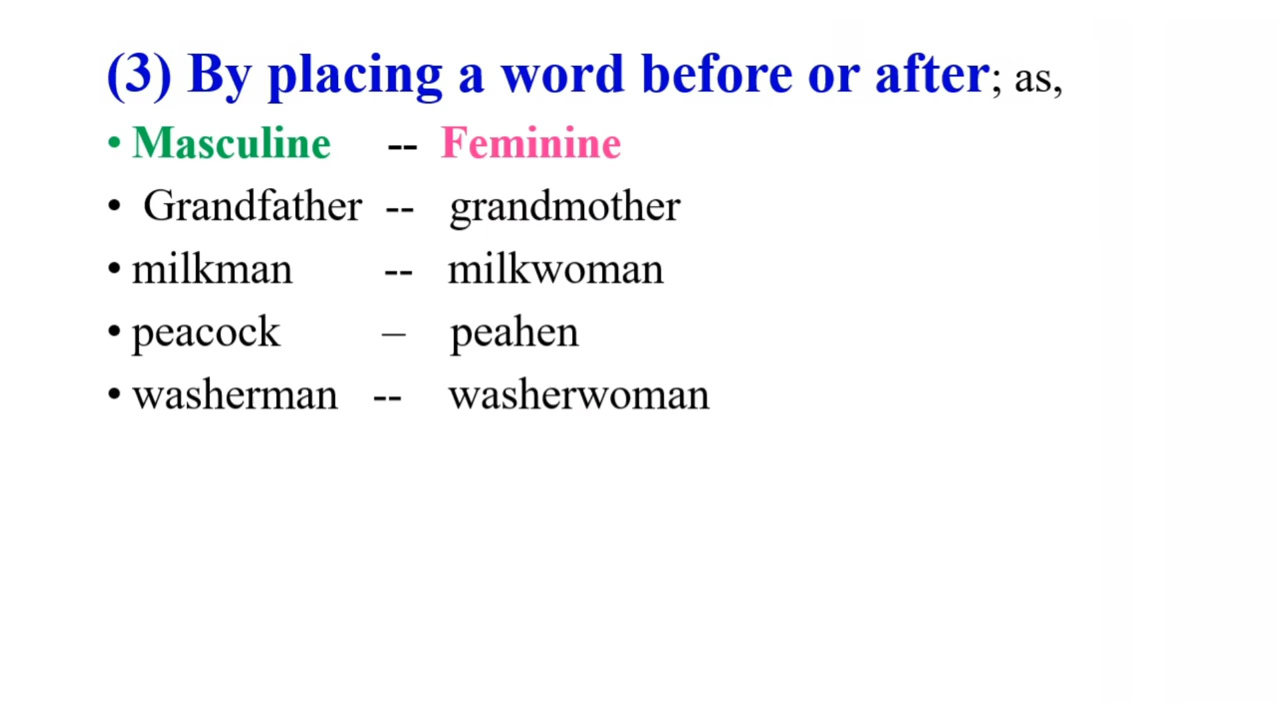 (3) By placing a word before or after; as,
• Masculine -- Feminine
• Grandfather -- grandmother
• milkman -- milkwoman
• peacock – peahen
• washerman -- washerwoman